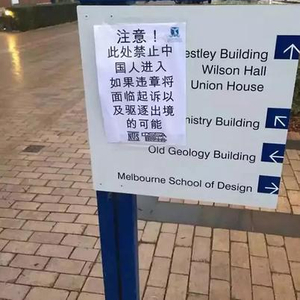 注意！
此处禁止中
国人进入
如果违章将
面临起诉以
及驱逐出境
的可能
Building
Wilson Hall
Union House
Building
Old Geology Building
Melbourne School of Design